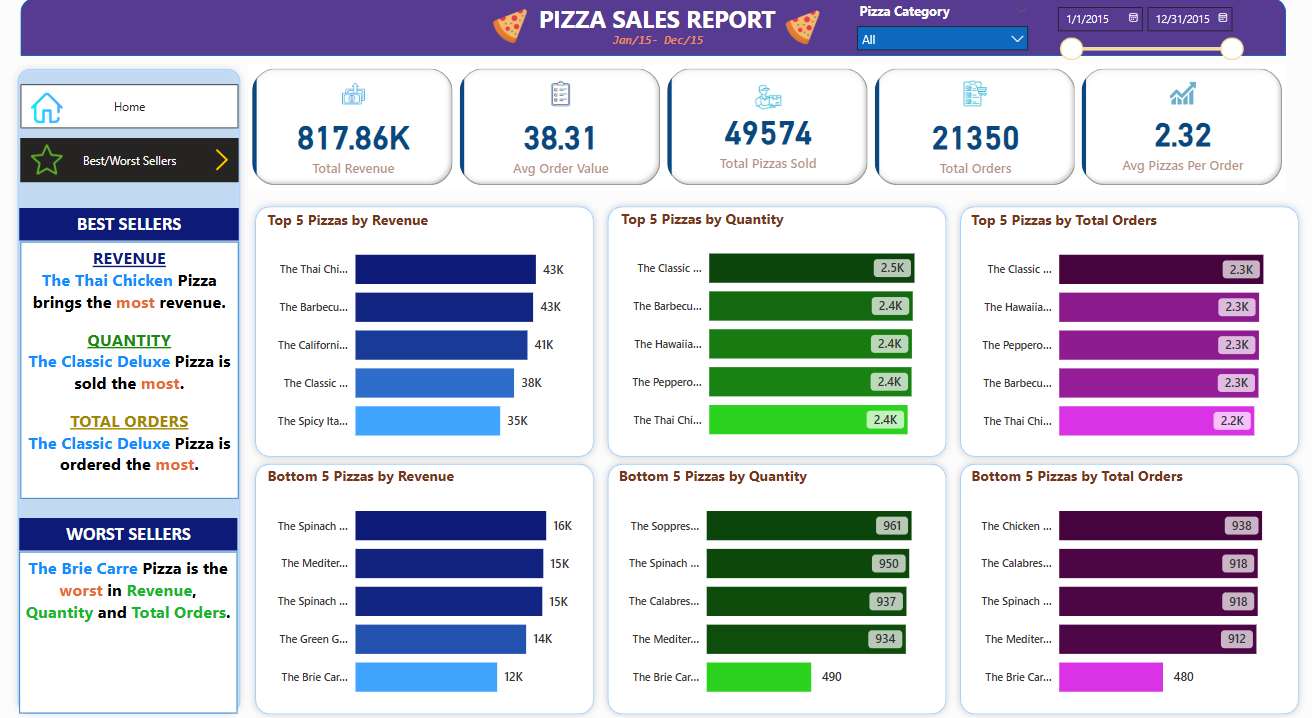 PIZZA SALES REPORT
Jan/15- Dec/15
Pizza Category
All
1/1/2015
12/31/2015
Home
Best/Worst Sellers
817.86K
Total Revenue
38.31
Avg Order Value
49574
Total Pizzas Sold
21350
Total Orders
2.32
Avg Pizzas Per Order
BEST SELLERS
REVENUE
The Thai Chicken Pizza
brings the most revenue.
QUANTITY
The Classic Deluxe Pizza is
sold the most.
TOTAL ORDERS
The Classic Deluxe Pizza is
ordered the most.
WORST SELLERS
The Brie Carre Pizza is the
worst in Revenue,
Quantity and Total Orders.
Top 5 Pizzas by Revenue
The Thai Chi... 43K
The Barbecu... 43K
The Californi... 41K
The Classic ... 38K
The Spicy Ita... 35K
Top 5 Pizzas by Quantity
The Classic ... 2.5K
The Barbecu... 2.4K
The Hawaiia... 2.4K
The Peppero... 2.4K
The Thai Chi... 2.4K
Top 5 Pizzas by Total Orders
The Classic ... 2.3K
The Hawaiia... 2.3K
The Peppero... 2.3K
The Barbecu... 2.3K
The Thai Chi... 2.2K
Bottom 5 Pizzas by Revenue
The Spinach ... 16K
The Mediter... 15K
The Spinach ... 15K
The Green G... 14K
The Brie Car... 12K
Bottom 5 Pizzas by Quantity
The Soppres... 961
The Spinach ... 950
The Calabres... 937
The Mediter... 934
The Brie Car... 490
Bottom 5 Pizzas by Total Orders
The Chicken ... 938
The Calabres... 918
The Spinach ... 918
The Mediter... 912
The Brie Car... 480